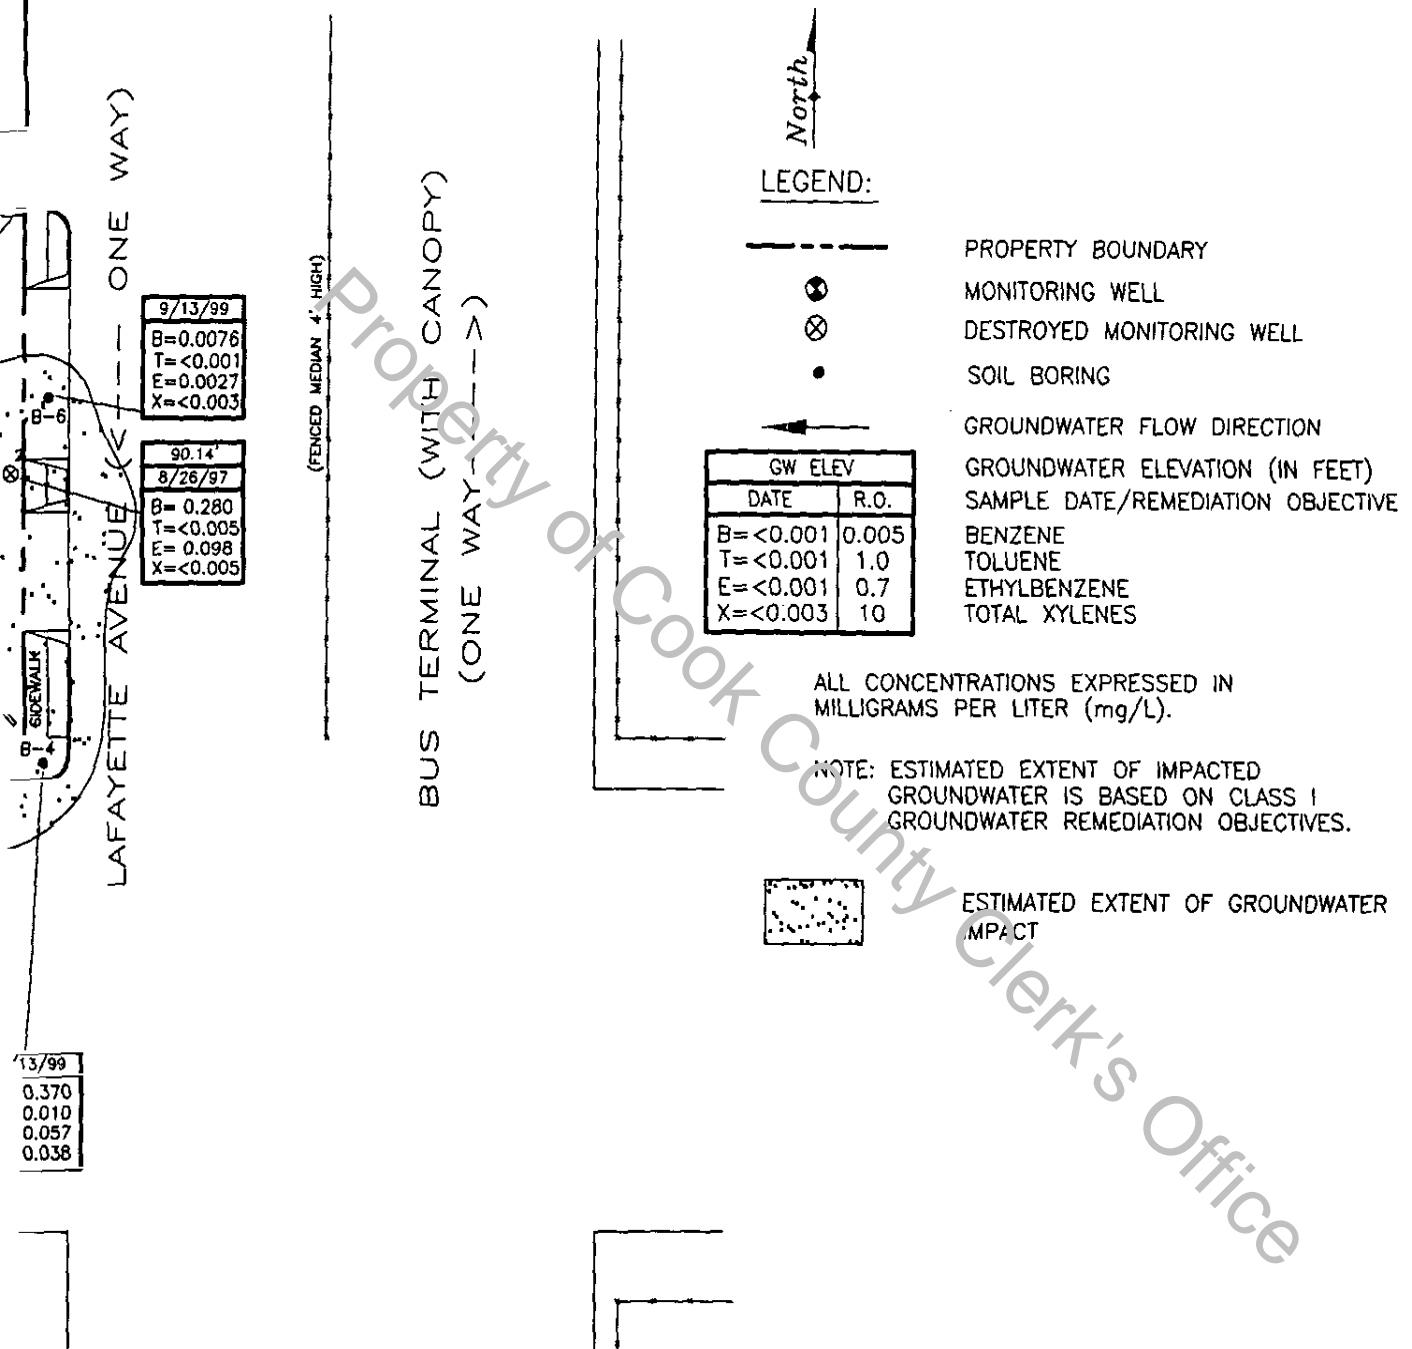 North
LEGEND:
PROPERTY BOUNDARY
MONITORING WELL
DESTROYED MONITORING WELL
SOIL BORING
GROUNDWATER FLOW DIRECTION
GW ELEV
GROUNDWATER ELEVATION (IN FEET)
DATE R.O.
SAMPLE DATE/REMEDIATION OBJECTIVE
B=<0.001 0.005 BENZENE
T=<0.001 1.0 TOLUENE
E=<0.001 0.7 ETHYLBENZENE
X=<0.003 10 TOTAL XYLENES
ALL CONCENTRATIONS EXPRESSED IN
MILLIGRAMS PER LITER (mg/L).
NOTE: ESTIMATED EXTENT OF IMPACTED
GROUNDWATER IS BASED ON CLASS I
GROUNDWATER REMEDIATION OBJECTIVES.
ESTIMATED EXTENT OF GROUNDWATER
IMPACT
LAFAYETTE AVENUE (<---- ONE WAY)
9/13/99
B=0.0076
T=<0.001
E=0.0027
X=<0.003
B-6
90.14'
8/26/97
B= 0.280
T=<0.005
E= 0.098
X=<0.005
2
SIDEWALK
B-4
13/99
0.370
0.010
0.057
0.038
(FENCED MEDIAN 4' HIGH)
BUS TERMINAL (WITH CANOPY)
(ONE WAY------>)
Property of Cook County Clerk's Office